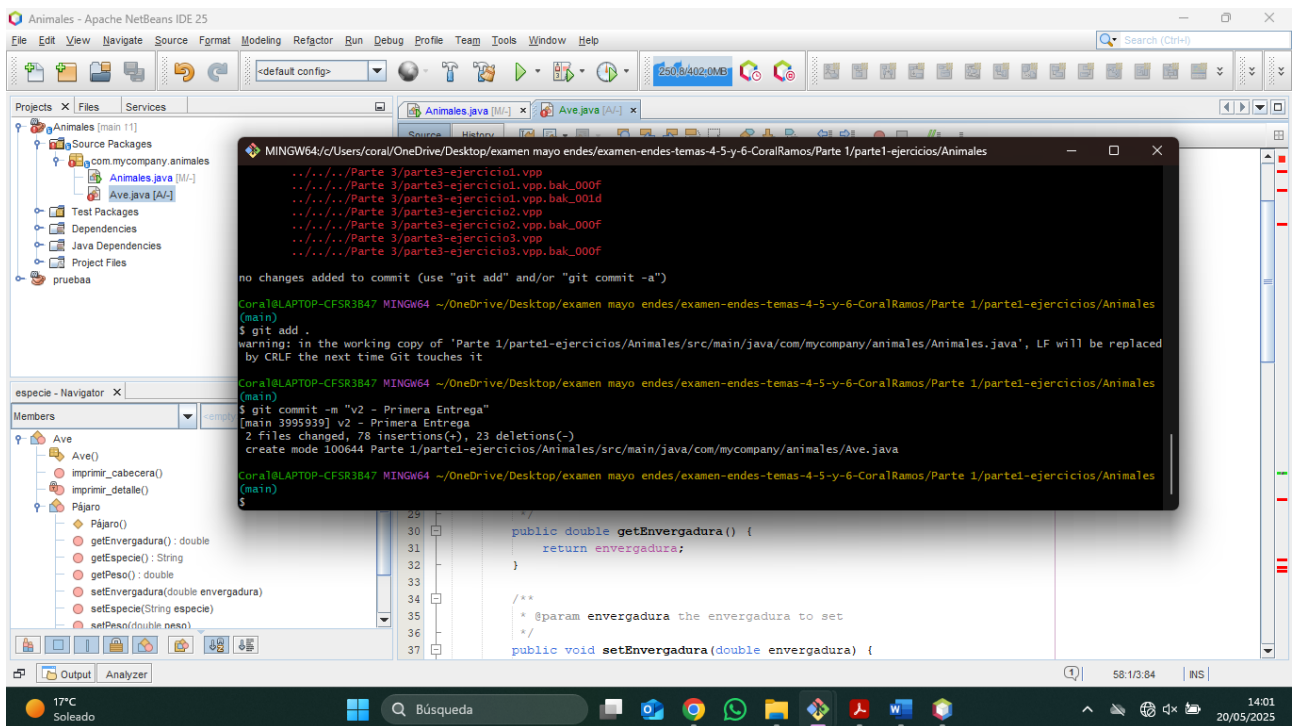 Animales - Apache NetBeans IDE 25
File Edit View Navigate Source Format Modeling Refactor Run Debug Profile Team Tools Window Help
Search (Ctrl+I)
<default config>
250,8/402,0MB
Projects Files Services
Animales.java [M/-]
Ave.java [A/-]
Animales [main ↑1]
Source History
Source Packages
com.mycompany.animales
Animales.java [M/-]
Ave.java [A/-]
Test Packages
Dependencies
Java Dependencies
Project Files
pruebaa
MINGW64:/c/Users/coral/OneDrive/Desktop/examen mayo endes/examen-endes-temas-4-5-y-6-CoralRamos/Parte 1/parte1-ejercicios/Animales
../../../Parte 3/parte3-ejercicio1.vpp
../../../Parte 3/parte3-ejercicio1.vpp.bak_000f
../../../Parte 3/parte3-ejercicio1.vpp.bak_001d
../../../Parte 3/parte3-ejercicio2.vpp
../../../Parte 3/parte3-ejercicio2.vpp.bak_000f
../../../Parte 3/parte3-ejercicio3.vpp
../../../Parte 3/parte3-ejercicio3.vpp.bak_000f
no changes added to commit (use "git add" and/or "git commit -a")
Coral@LAPTOP-CFSR3B47 MINGW64 ~/OneDrive/Desktop/examen mayo endes/examen-endes-temas-4-5-y-6-CoralRamos/Parte 1/parte1-ejercicios/Animales
(main)
$ git add .
warning: in the working copy of 'Parte 1/parte1-ejercicios/Animales/src/main/java/com/mycompany/animales/Animales.java', LF will be replaced
by CRLF the next time Git touches it
Coral@LAPTOP-CFSR3B47 MINGW64 ~/OneDrive/Desktop/examen mayo endes/examen-endes-temas-4-5-y-6-CoralRamos/Parte 1/parte1-ejercicios/Animales
(main)
$ git commit -m "v2 - Primera Entrega"
[main 3995939] v2 - Primera Entrega
2 files changed, 78 insertions(+), 23 deletions(-)
create mode 100644 Parte 1/parte1-ejercicios/Animales/src/main/java/com/mycompany/animales/Ave.java
Coral@LAPTOP-CFSR3B47 MINGW64 ~/OneDrive/Desktop/examen mayo endes/examen-endes-temas-4-5-y-6-CoralRamos/Parte 1/parte1-ejercicios/Animales
(main)
$
especie - Navigator
Members
<empty
Ave
Ave()
imprimir_cabecera()
imprimir_detalle()
Pájaro
Pájaro()
getEnvergadura() : double
getEspecie() : String
getPeso() : double
setEnvergadura(double envergadura)
setEspecie(String especie)
setPeso(double peso)
29 */
30 public double getEnvergadura() {
31 return envergadura;
32 }
33
34 /**
35 * @param envergadura the envergadura to set
36 */
37 public void setEnvergadura(double envergadura) {
Output Analyzer
1
58:1/3:84
INS
17°C
Soleado
Búsqueda
14:01
20/05/2025